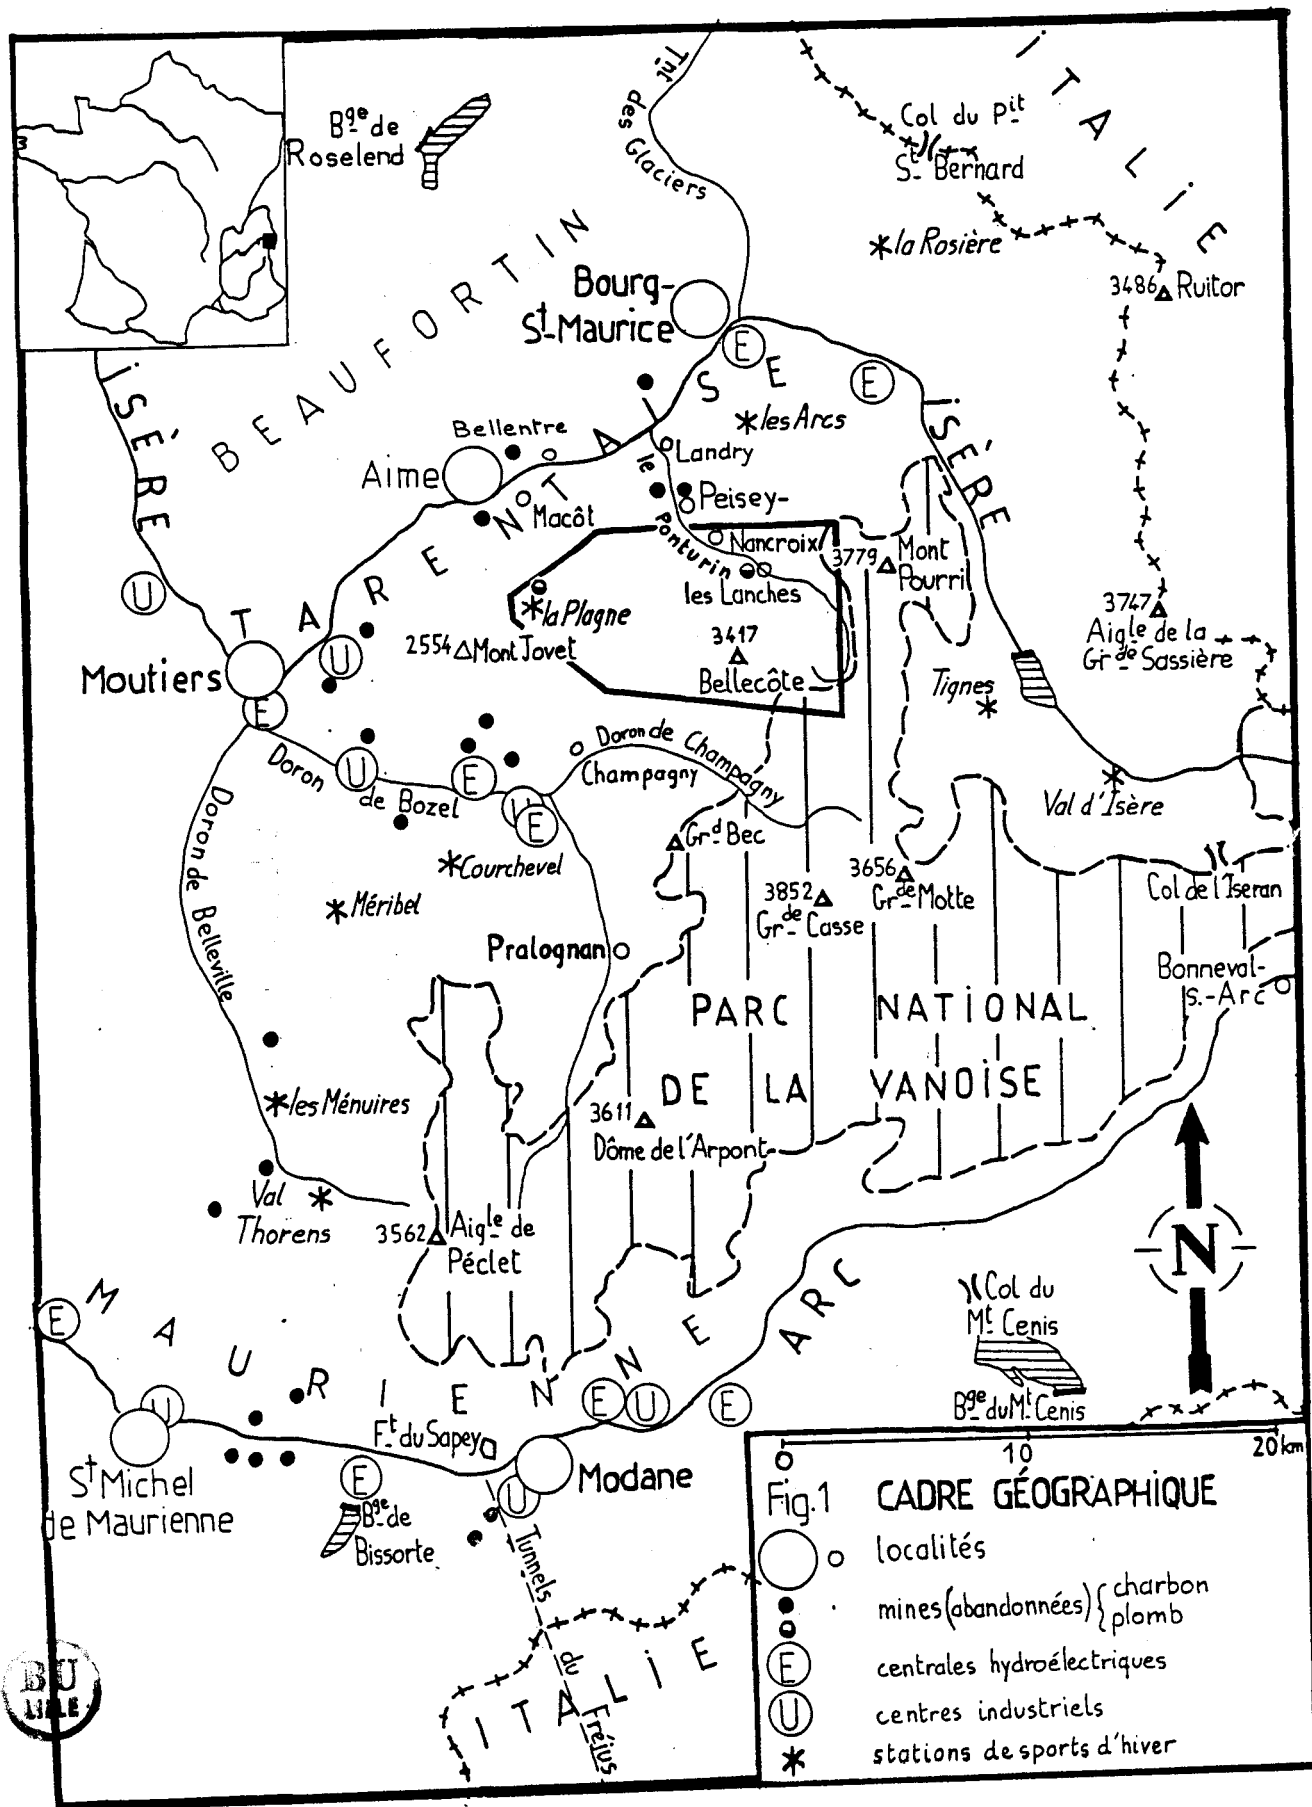 iTALiE
Tnt des Glaciers
Bge de
Roselend
Col du Pit
St Bernard
BEAUFORTIN
la Rosière
3486 Ruitor
Bourg-
St-Maurice
E
E
iSÉRE
TARENTAISE
les Arcs
iSÉRE
Bellentre
Aime
Landry
le Ponturin
Peisey-
Macôt
Nancroix
3779 Mont
Pourri
les Lanches
U
la Plagne
3747
Aigle de la
Grde Sassière
2554 Mont Jovet
3417
Bellecôte
U
Moutiers
E
Tignes
Doron de Champagny
Champagny
Doron
de Bozel
U
E
U
E
Val d'Isère
Doron de Belleville
Grd Bec
Courchevel
3656
Grde Motte
3852
Grde Casse
Col de l'Iseran
Méribel
Pralognan
Bonneval-
s.-Arc
PARC NATiONAL
DE LA VANOiSE
les Ménuires
3611
Dôme de l'Arpont
Val
Thorens
3562 Aigle de
Péclet
N
ARC
Col du
Mt Cenis
Bge du Mt Cenis
MAURIENNE
E
U
E
U
E
Ft du Sapey
St Michel
de Maurienne
E
Modane
U
Bge de
Bissorte
Tunnels
du
Fréjus
ITALiE
0 10 20 km
Fig.1 CADRE GÉOGRAPHiQUE
localités
mines (abandonnées) { charbon
plomb
E centrales hydroélectriques
U centres industriels
stations de sports d'hiver
BU
LILLE